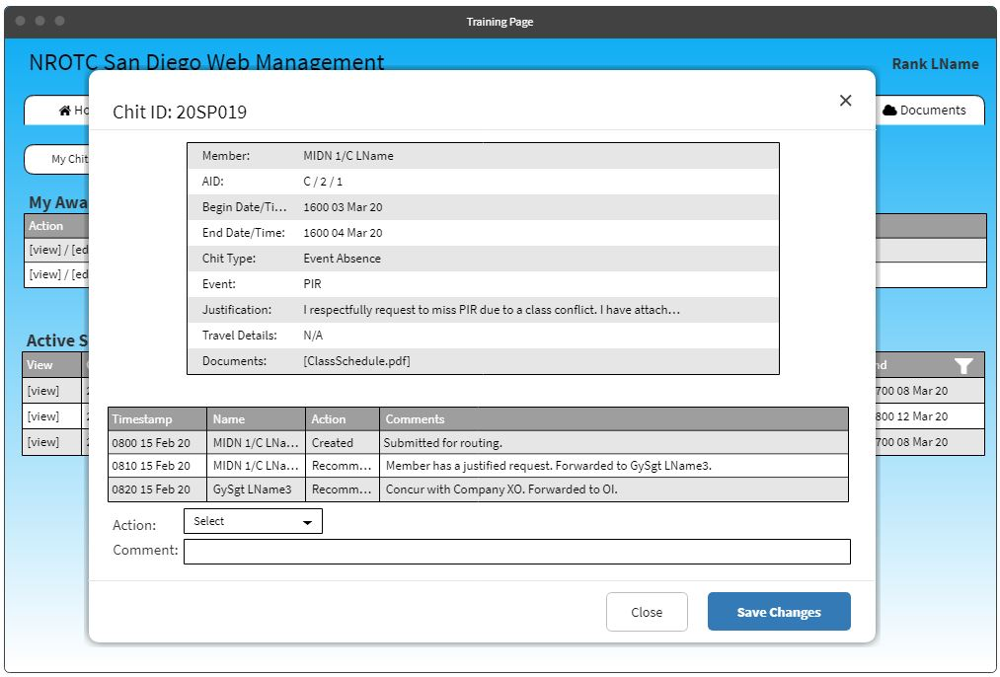 Training Page
NROTC San Diego Web Management
Rank LName
Ho
Documents
Chit ID: 20SP019
My Chit
My Awa
Action
[view] / [ed
[view] / [ed
Member: MIDN 1/C LName
AID: C / 2 / 1
Begin Date/Ti... 1600 03 Mar 20
End Date/Time: 1600 04 Mar 20
Chit Type: Event Absence
Event: PIR
Justification: I respectfully request to miss PIR due to a class conflict. I have attach...
Travel Details: N/A
Documents: [ClassSchedule.pdf]
Active S
View nd
[view] 700 08 Mar 20
[view] 800 12 Mar 20
[view] 700 08 Mar 20
Timestamp Name Action Comments
0800 15 Feb 20 MIDN 1/C LNa... Created Submitted for routing.
0810 15 Feb 20 MIDN 1/C LNa... Recomm... Member has a justified request. Forwarded to GySgt LName3.
0820 15 Feb 20 GySgt LName3 Recomm... Concur with Company XO. Forwarded to OI.
Action: Select
Comment:
Close Save Changes